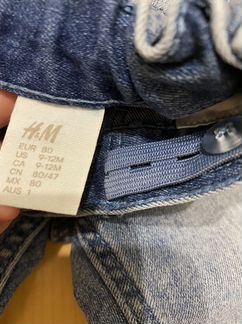 H&M
EUR 80
US 9-12M
CA 9-12M
CN 80/47
MX 80
AUS 1